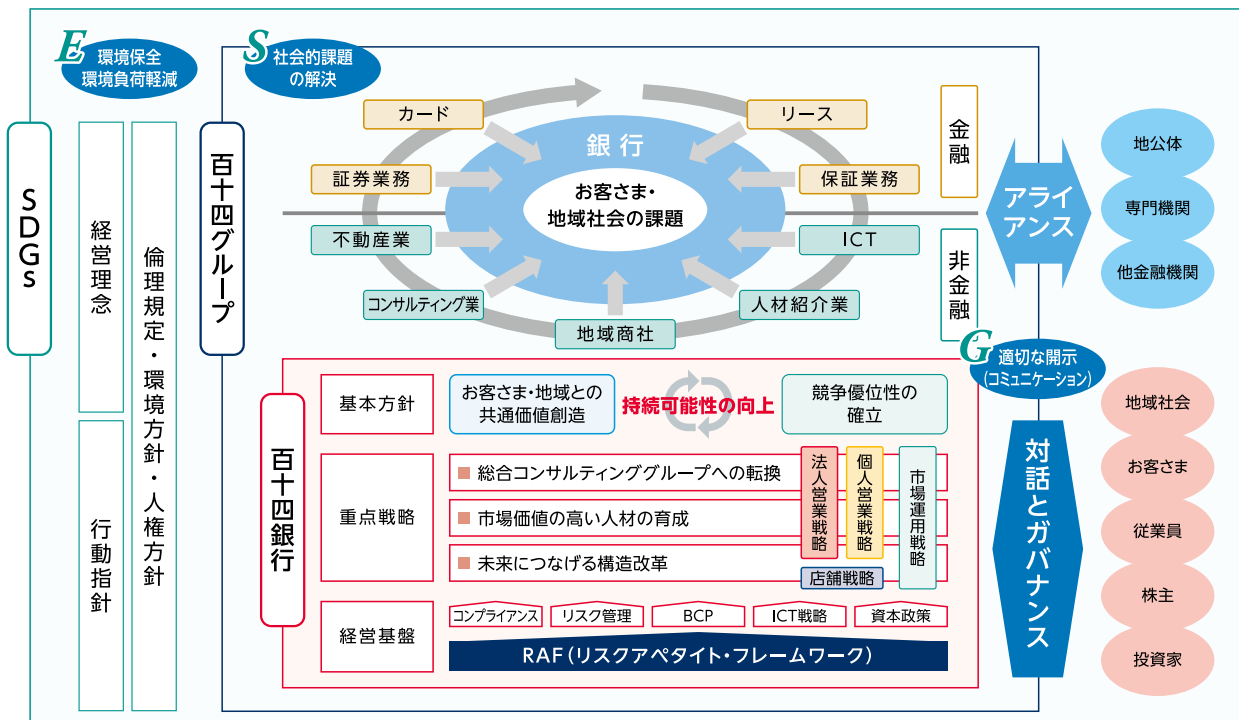 E
環境保全
環境負荷軽減
S
社会的課題
の解決
SDGs
経営理念
行動指針
倫理規定・環境方針・人権方針
百十四グループ
カード
リース
証券業務
保証業務
銀行
お客さま・
地域社会の課題
不動産業
ICT
コンサルティング業
人材紹介業
地域商社
金融
非金融
アライ
アンス
地公体
専門機関
他金融機関
G
適切な開示
(コミュニケーション)
百十四銀行
基本方針
お客さま・地域との
共通価値創造
持続可能性の向上
競争優位性の
確立
重点戦略
総合コンサルティンググループへの転換
市場価値の高い人材の育成
未来につなげる構造改革
法人営業戦略
個人営業戦略
市場運用戦略
店舗戦略
経営基盤
コンプライアンス
リスク管理
BCP
ICT戦略
資本政策
RAF(リスクアペタイト・フレームワーク)
対話とガバナンス
地域社会
お客さま
従業員
株主
投資家